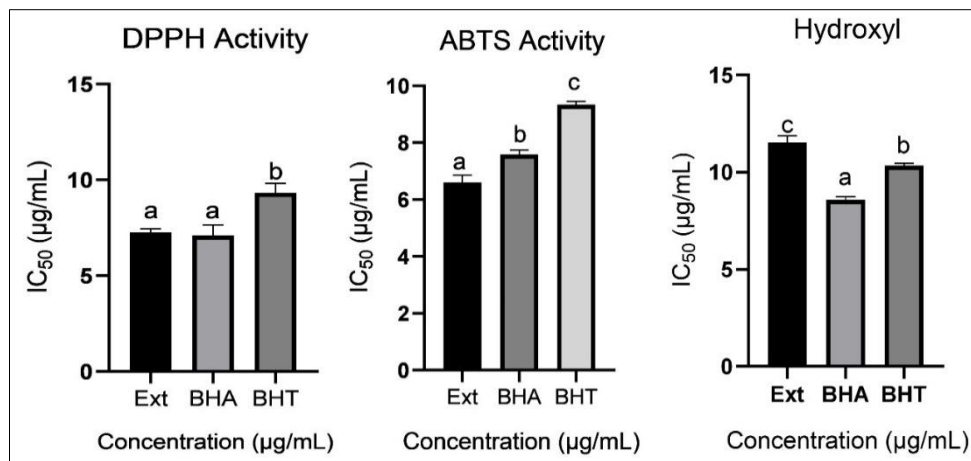 DPPH Activity
15
10
5
0
IC50 (µg/mL)
a
a
b
Ext
BHA
BHT
Concentration (µg/mL)
ABTS Activity
10
8
6
4
2
0
IC50 (µg/mL)
a
b
c
Ext
BHA
BHT
Concentration (µg/mL)
Hydroxyl
15
10
5
0
IC50 (µg/mL)
c
a
b
Ext
BHA
BHT
Concentration (µg/mL)